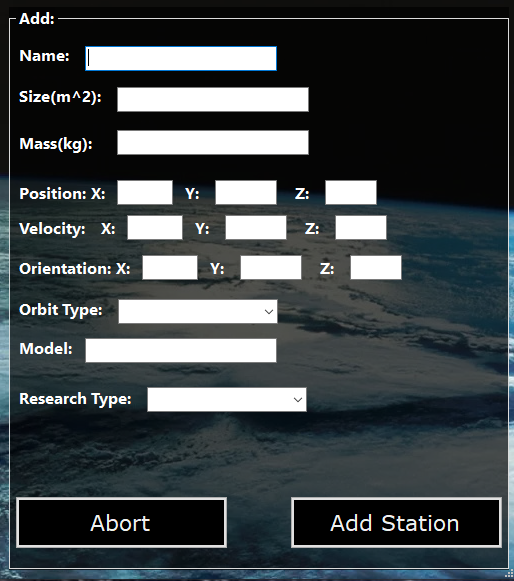 Add:
Name:
Size(m^2):
Mass(kg):
Position: X: Y: Z:
Velocity: X: Y: Z:
Orientation: X: Y: Z:
Orbit Type:
Model:
Research Type:
Abort Add Station